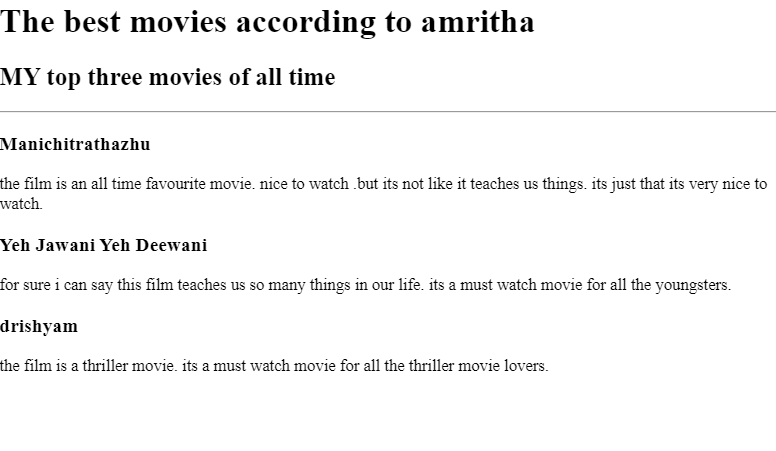 The best movies according to amritha
MY top three movies of all time
Manichitrathazhu
the film is an all time favourite movie. nice to watch .but its not like it teaches us things. its just that its very nice to
watch.
Yeh Jawani Yeh Deewani
for sure i can say this film teaches us so many things in our life. its a must watch movie for all the youngsters.
drishyam
the film is a thriller movie. its a must watch movie for all the thriller movie lovers.